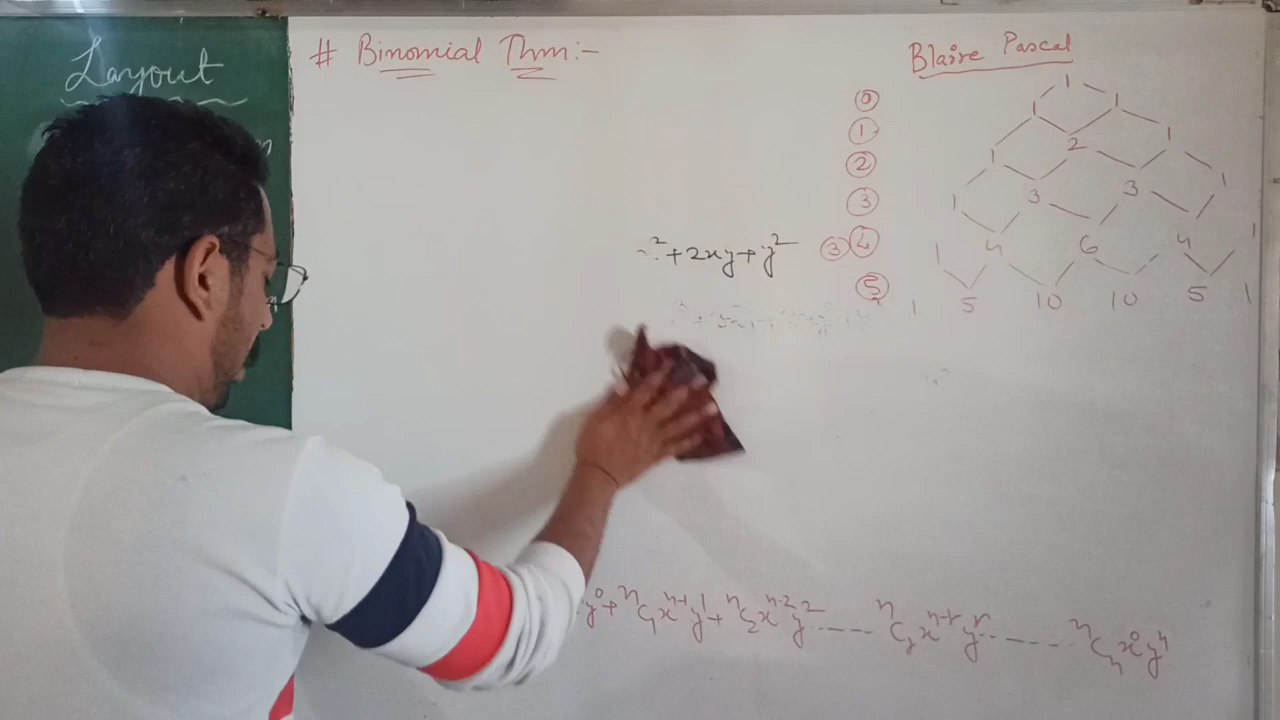 Layout
# Binomial Thm:-
Blaise Pascal
0 1
1 1 1
2 1 2 1
3 1 3 3 1
3 4 1 4 6 4 1
5 1 5 10 10 5 1
²+2xy+y²
y⁰+ⁿC₁xⁿ⁻¹y¹+ⁿC₂xⁿ⁻²y²------ⁿCᵣxⁿ⁻ʳyʳ------ⁿCₙx⁰yⁿ